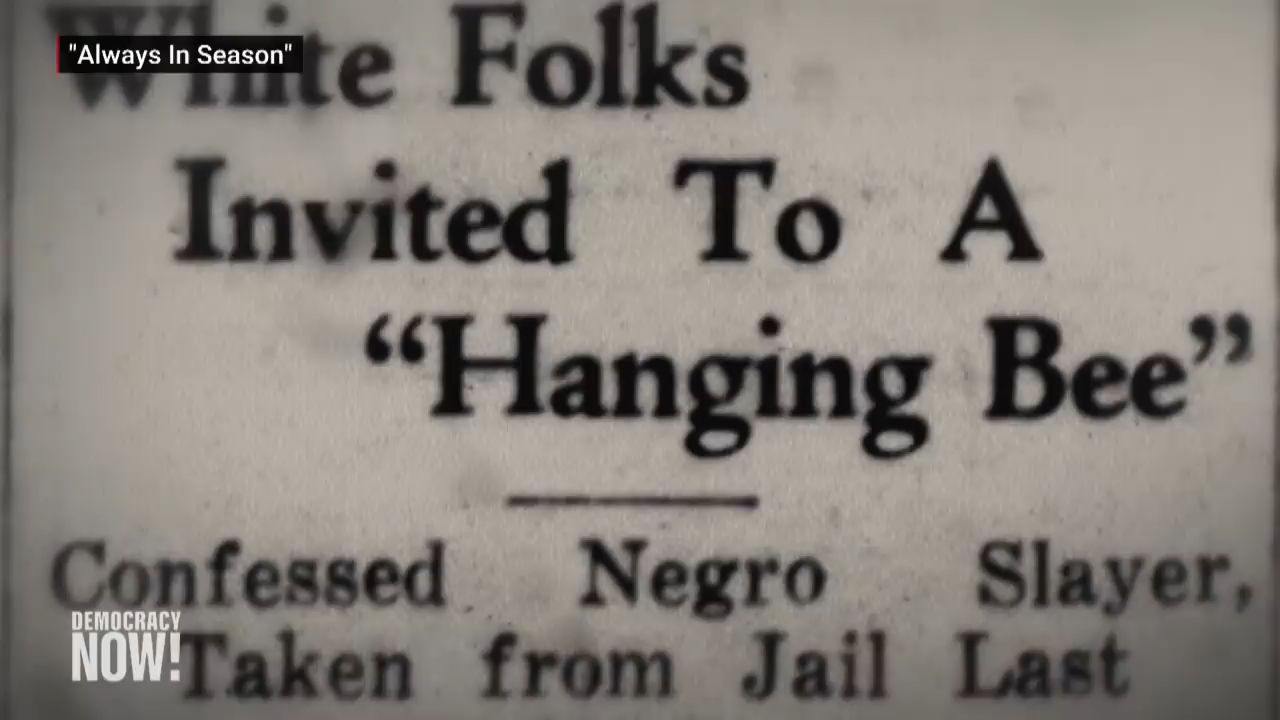 "Always In Season"
White Folks
Invited To A
“Hanging Bee”
Confessed Negro Slayer,
Taken from Jail Last
DEMOCRACY
NOW!